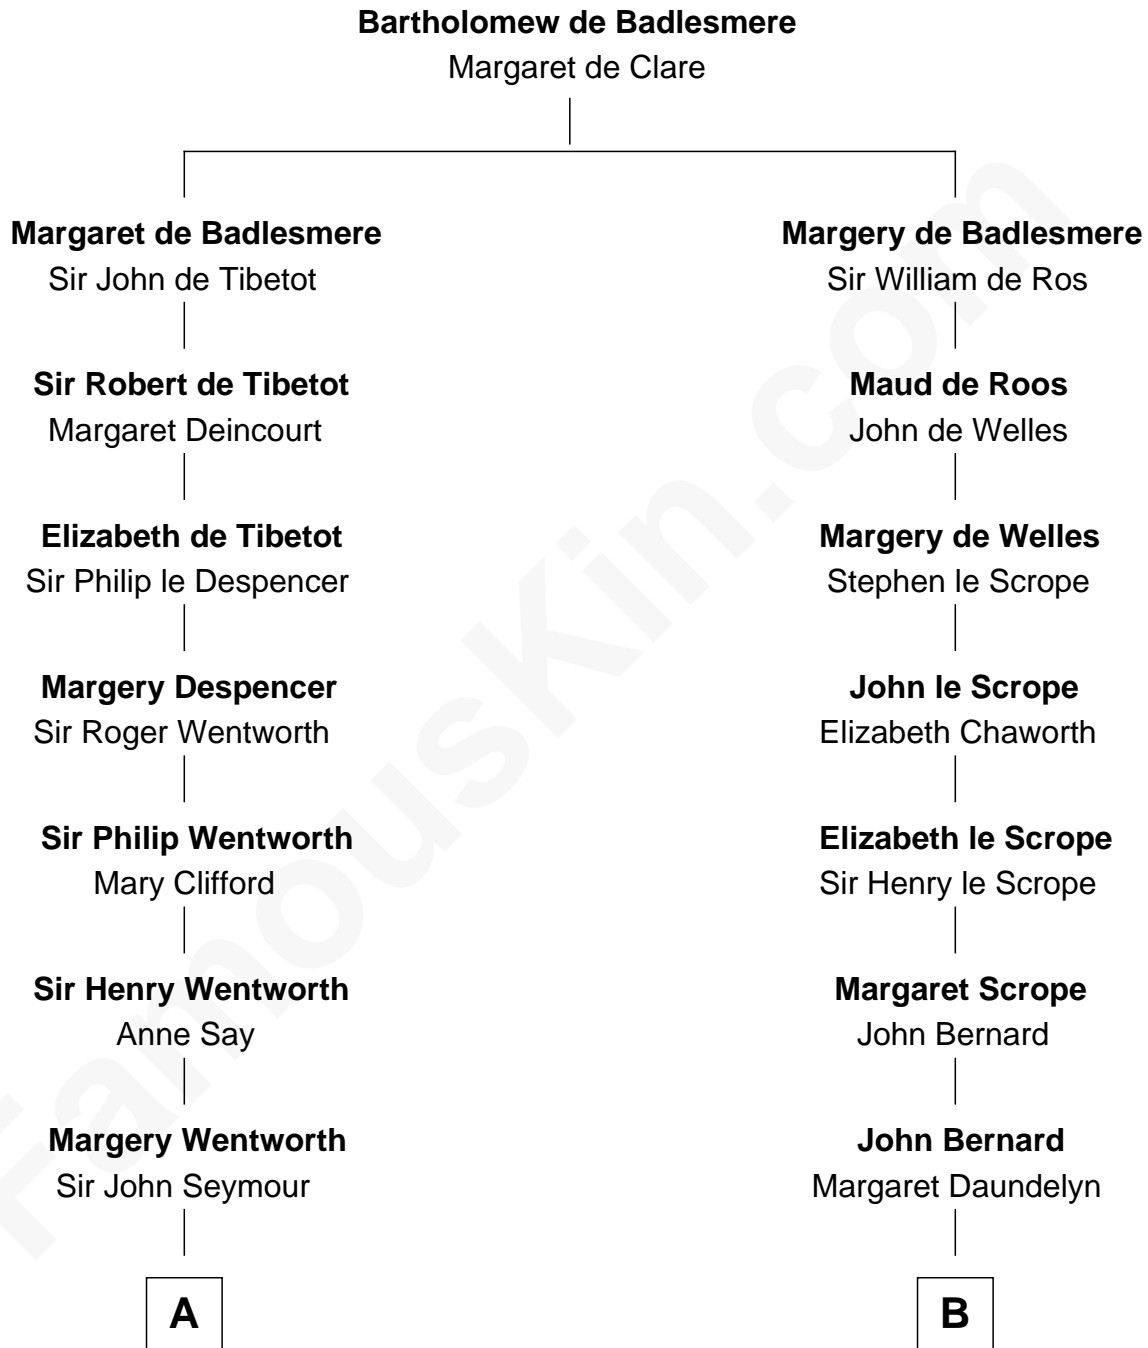 Bartholomew de Badlesmere
Margaret de Clare
Margaret de Badlesmere
Sir John de Tibetot
Margery de Badlesmere
Sir William de Ros
Sir Robert de Tibetot
Margaret Deincourt
Maud de Roos
John de Welles
Elizabeth de Tibetot
Sir Philip le Despencer
Margery de Welles
Stephen le Scrope
Margery Despencer
Sir Roger Wentworth
John le Scrope
Elizabeth Chaworth
Sir Philip Wentworth
Mary Clifford
Elizabeth le Scrope
Sir Henry le Scrope
Sir Henry Wentworth
Anne Say
Margaret Scrope
John Bernard
Margery Wentworth
Sir John Seymour
John Bernard
Margaret Daundelyn
A
B
FamousKin.com